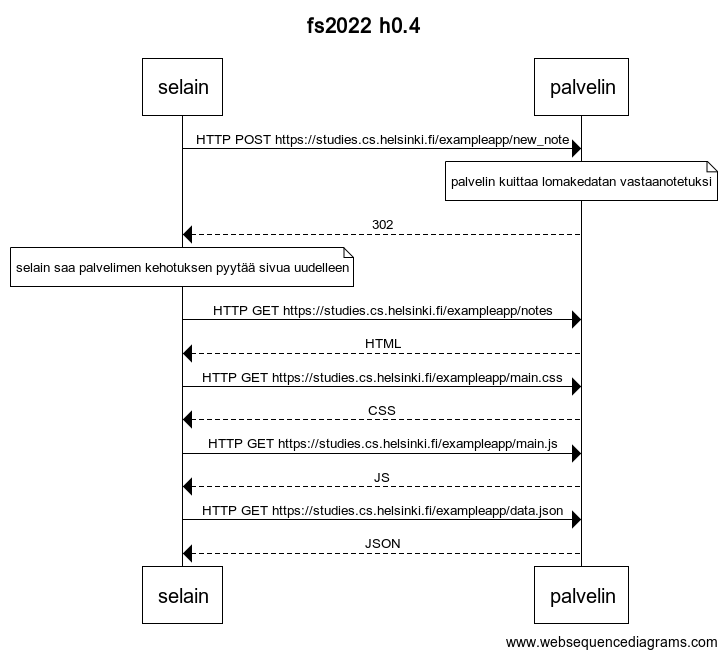 fs2022 h0.4
selain palvelin
HTTP POST https://studies.cs.helsinki.fi/exampleapp/new_note
palvelin kuittaa lomakedatan vastaanotetuksi
302
selain saa palvelimen kehotuksen pyytää sivua uudelleen
HTTP GET https://studies.cs.helsinki.fi/exampleapp/notes
HTML
HTTP GET https://studies.cs.helsinki.fi/exampleapp/main.css
CSS
HTTP GET https://studies.cs.helsinki.fi/exampleapp/main.js
JS
HTTP GET https://studies.cs.helsinki.fi/exampleapp/data.json
JSON
selain palvelin
www.websequencediagrams.com